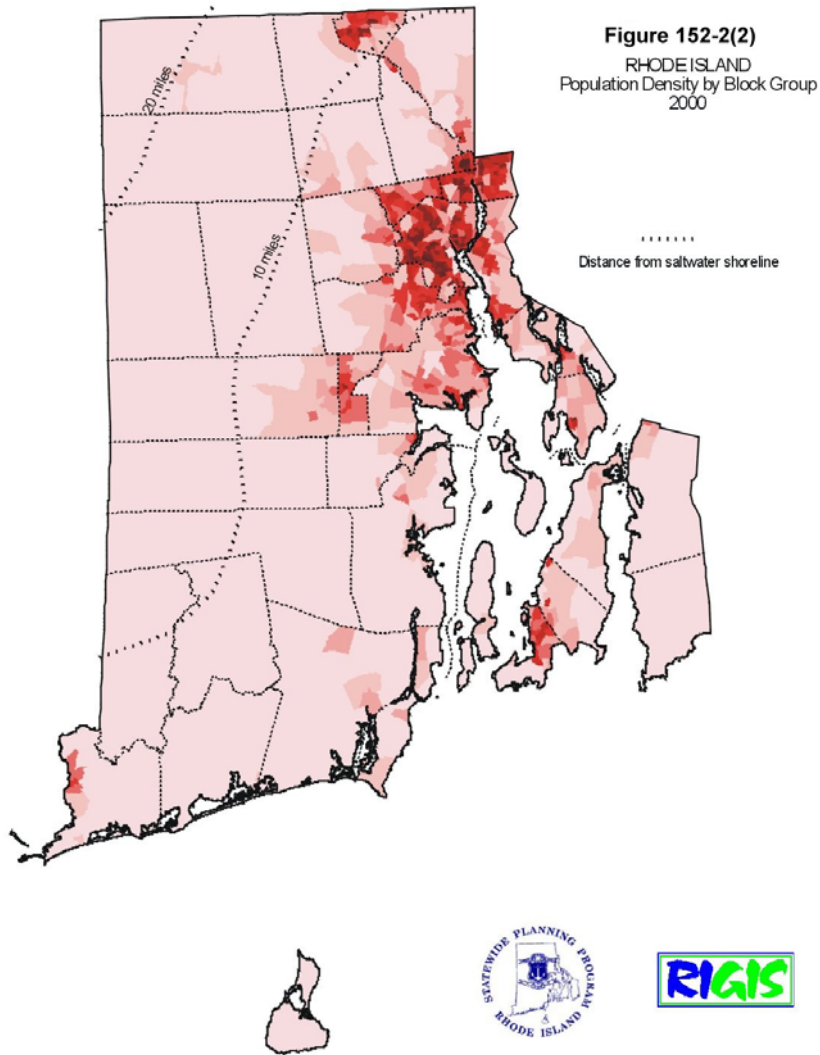 Figure 152-2(2)
RHODE ISLAND
Population Density by Block Group
2000
20 miles
10 miles
Distance from saltwater shoreline
STATEWIDE PLANNING PROGRAM
RHODE ISLAND
RIGIS